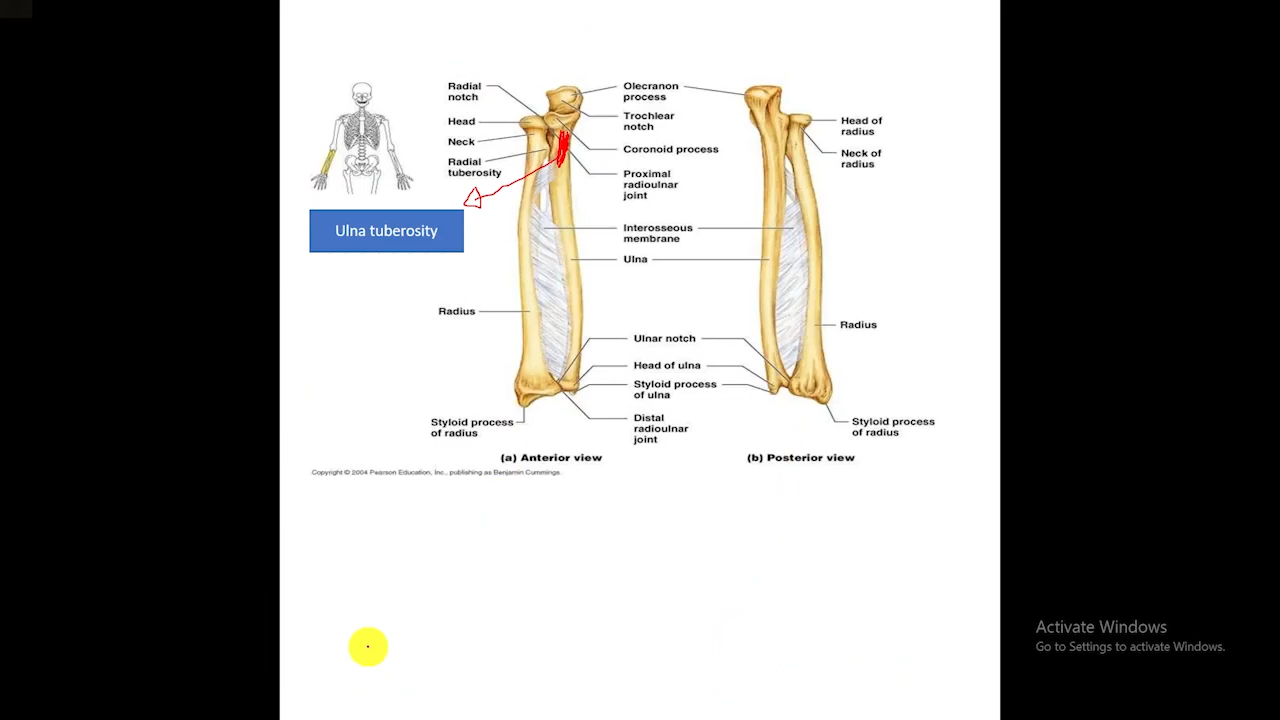 Radial
notch
Head
Neck
Radial
tuberosity
Ulna tuberosity
Radius
Styloid process
of radius
Olecranon
process
Trochlear
notch
Coronoid process
Proximal
radioulnar
joint
Interosseous
membrane
Ulna
Ulnar notch
Head of ulna
Styloid process
of ulna
Distal
radioulnar
joint
Head of
radius
Neck of
radius
Radius
Styloid process
of radius
(a) Anterior view
(b) Posterior view
Copyright © 2004 Pearson Education, Inc., publishing as Benjamin Cummings.
Activate Windows
Go to Settings to activate Windows.